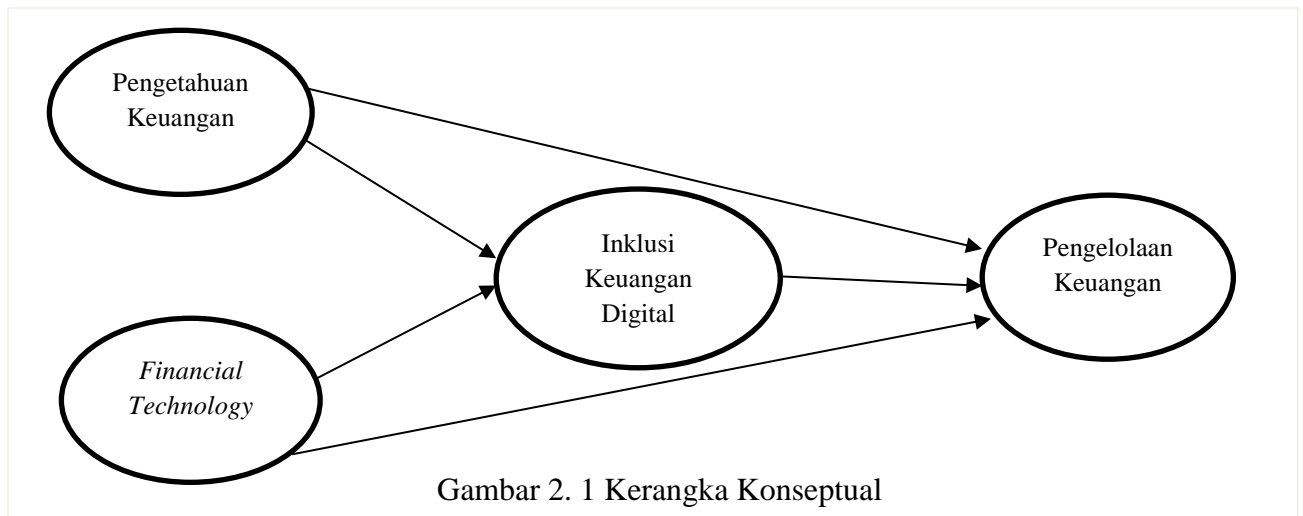 Pengetahuan
Keuangan
Inklusi
Keuangan
Digital
Pengelolaan
Keuangan
Financial
Technology
Gambar 2. 1 Kerangka Konseptual